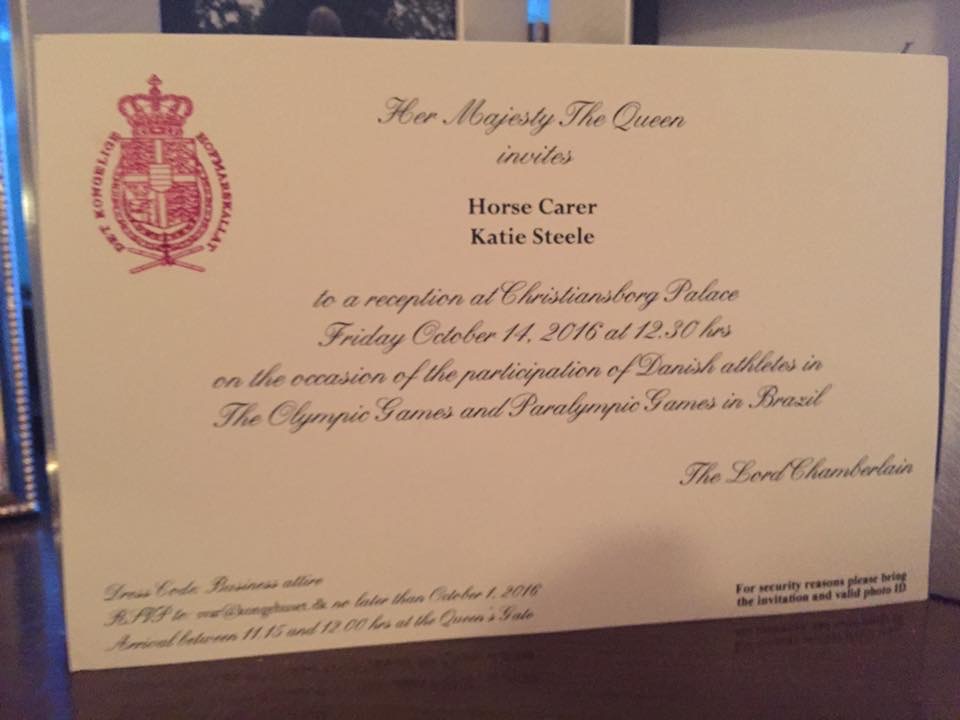 DET KONGELIGE HOFMARSKALLAT
Her Majesty The Queen
invites
Horse Carer
Katie Steele
to a reception at Christiansborg Palace
Friday October 14, 2016 at 12.30 hrs
on the occasion of the participation of Danish athletes in
The Olympic Games and Paralympic Games in Brazil
The Lord Chamberlain
Dress Code: Business attire
R.S.V.P to: no later than October 1, 2016
Arrival between 11.15 and 12.00 hrs at the Queen's Gate
For security reasons please bring
the invitation and valid photo ID